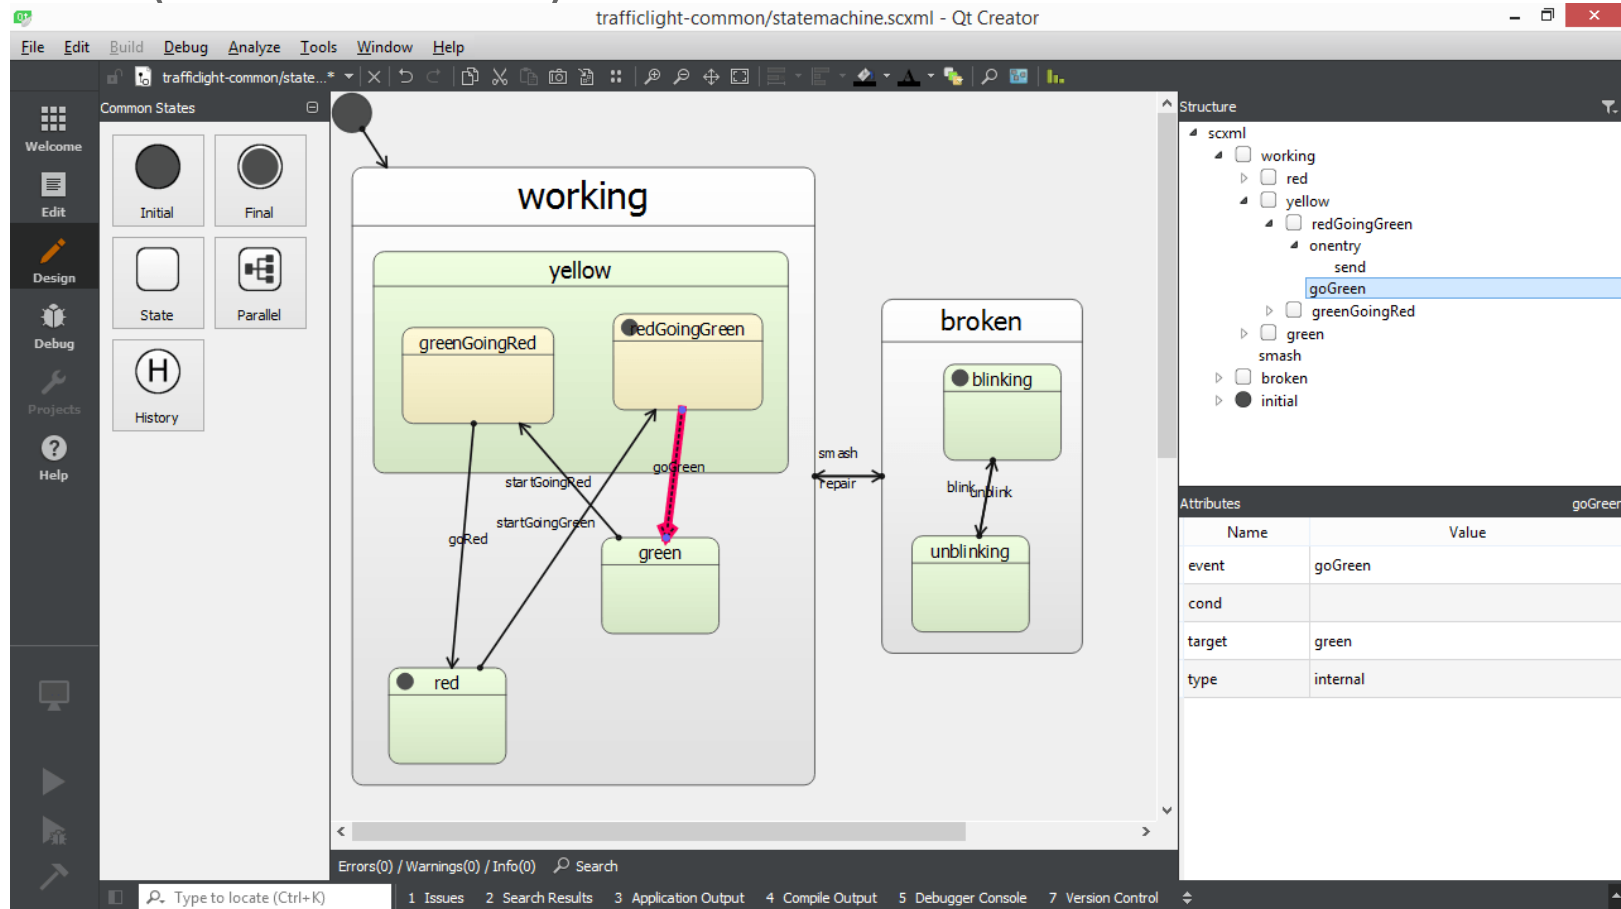 trafficlight-common/statemachine.scxml - Qt Creator
File Edit Build Debug Analyze Tools Window Help
trafficlight-common/state...*
Welcome
Edit
Design
Debug
Projects
Help
Common States
Initial
Final
State
Parallel
H
History
working
yellow
greenGoingRed
redGoingGreen
goGreen
startGoingRed
startGoingGreen
goRed
green
red
smash
repair
broken
blinking
blink
unblink
unblinking
Structure
scxml
working
red
yellow
redGoingGreen
onentry
send
goGreen
greenGoingRed
green
smash
broken
initial
Attributes goGreen
Name Value
event goGreen
cond
target green
type internal
Errors(0) / Warnings(0) / Info(0) Search
Type to locate (Ctrl+K) 1 Issues 2 Search Results 3 Application Output 4 Compile Output 5 Debugger Console 7 Version Control